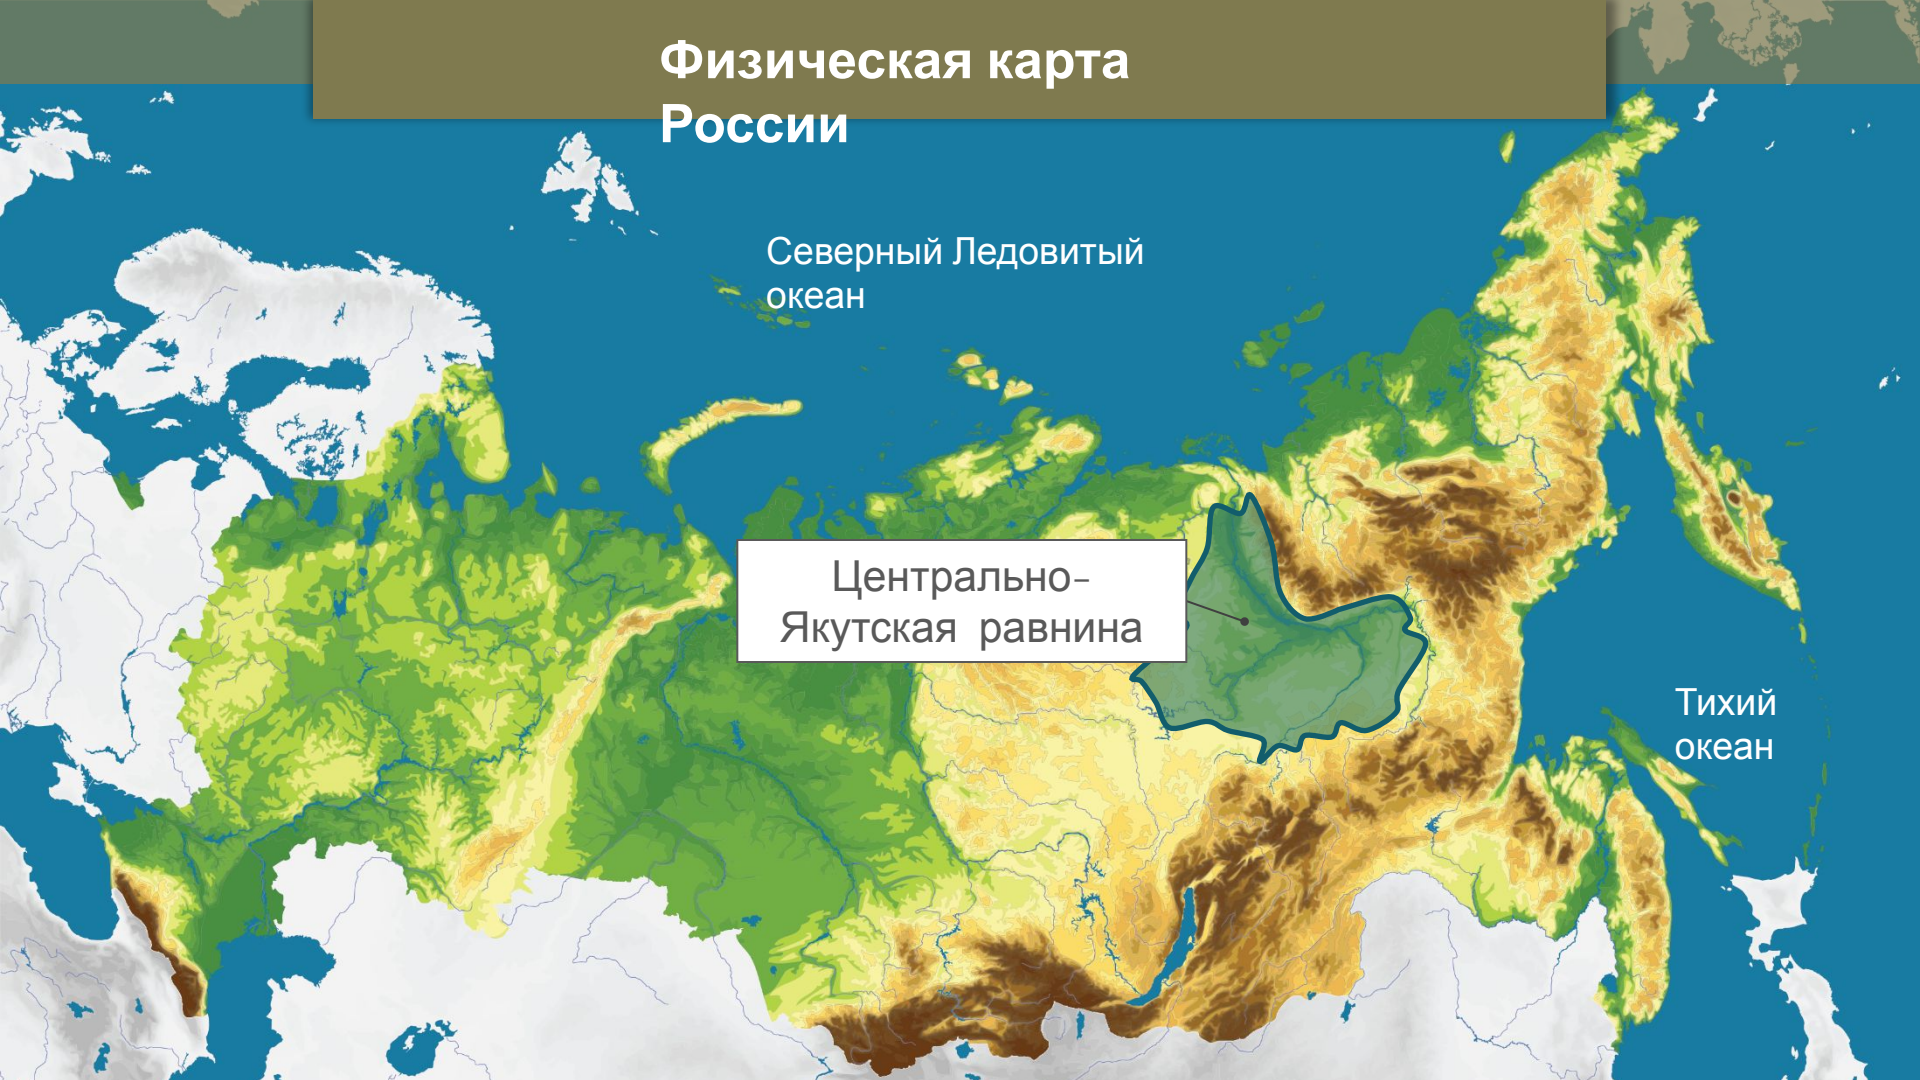 Физическая карта
России
Северный Ледовитый
океан
Центрально-
Якутская равнина
Тихий
океан